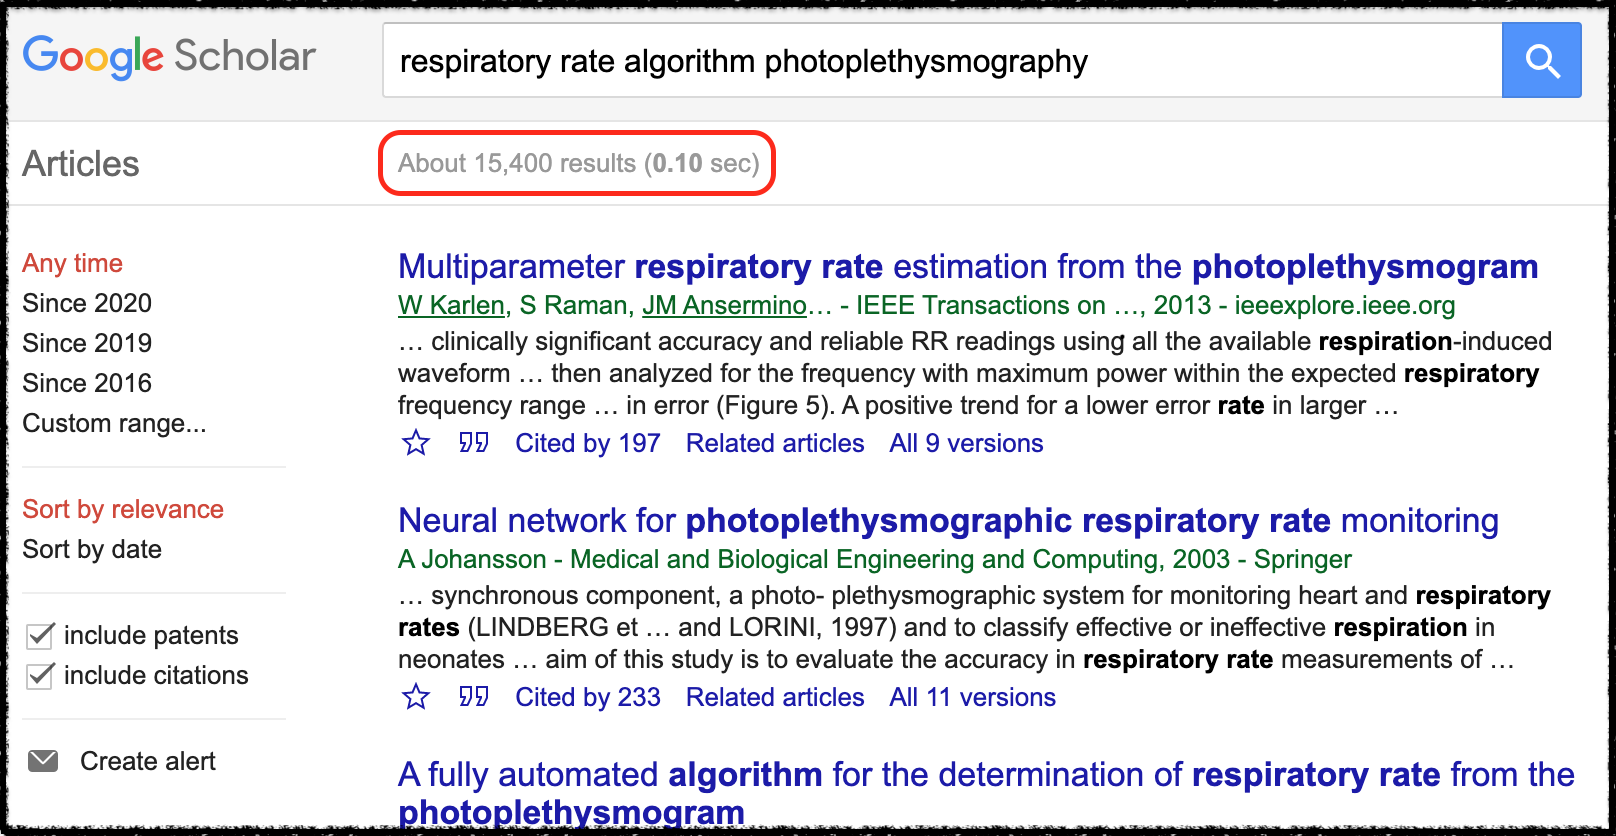 Google Scholar
respiratory rate algorithm photoplethysmography
Articles
About 15,400 results (0.10 sec)
Any time
Since 2020
Since 2019
Since 2016
Custom range...
Sort by relevance
Sort by date
include patents
include citations
Create alert
Multiparameter respiratory rate estimation from the photoplethysmogram
W Karlen, S Raman, JM Ansermino… - IEEE Transactions on …, 2013 - ieeexplore.ieee.org
… clinically significant accuracy and reliable RR readings using all the available respiration-induced
waveform … then analyzed for the frequency with maximum power within the expected respiratory
frequency range … in error (Figure 5). A positive trend for a lower error rate in larger …
Cited by 197 Related articles All 9 versions
Neural network for photoplethysmographic respiratory rate monitoring
A Johansson - Medical and Biological Engineering and Computing, 2003 - Springer
… synchronous component, a photo- plethysmographic system for monitoring heart and respiratory
rates (LINDBERG et … and LORINI, 1997) and to classify effective or ineffective respiration in
neonates … aim of this study is to evaluate the accuracy in respiratory rate measurements of …
Cited by 233 Related articles All 11 versions
A fully automated algorithm for the determination of respiratory rate from the
photoplethysmogram